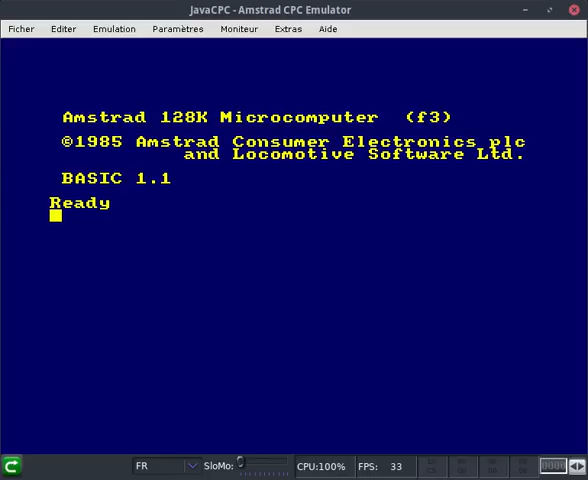 JavaCPC - Amstrad CPC Emulator
Ficher Editer Emulation Paramètres Moniteur Extras Aide
Amstrad 128K Microcomputer (f3)
©1985 Amstrad Consumer Electronics plc
and Locomotive Software Ltd.
BASIC 1.1
Ready
FR SloMo: CPU:100% FPS: 33